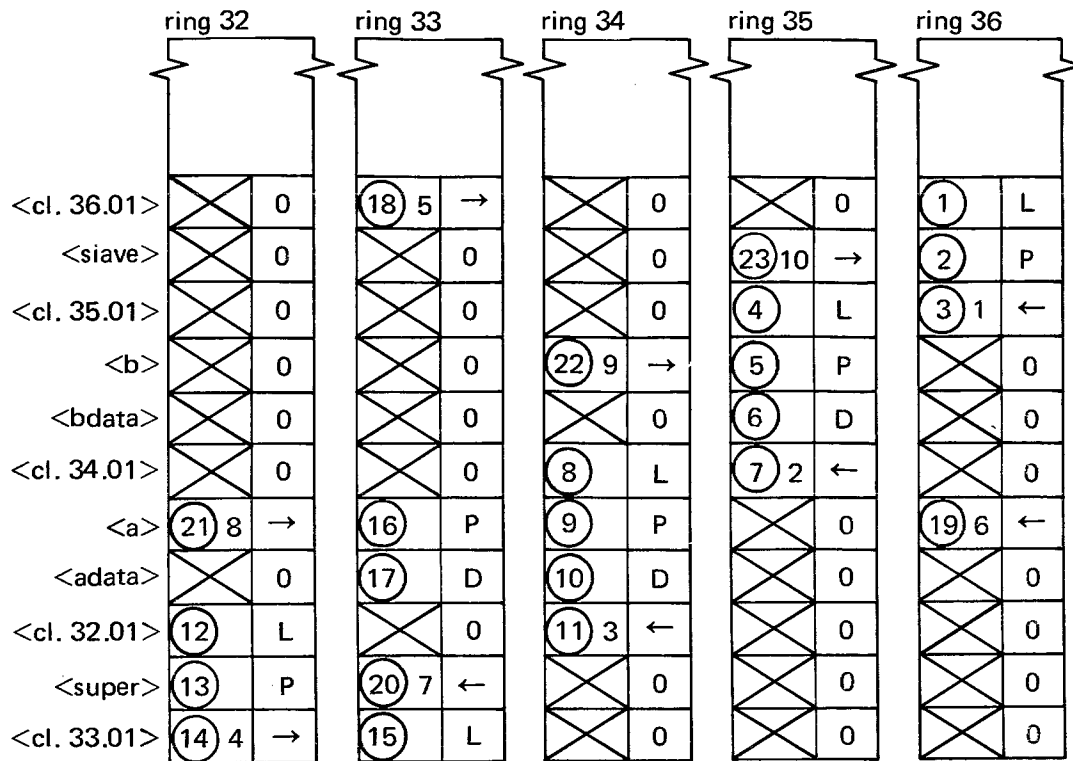 ring 32 ring 33 ring 34 ring 35 ring 36
<cl. 36.01> 0 18 5 → 0 0 1 L
<siave> 0 0 0 23 10 → 2 P
<cl. 35.01> 0 0 0 4 L 3 1 ←
<b> 0 0 22 9 → 5 P 0
<bdata> 0 0 0 6 D 0
<cl. 34.01> 0 0 8 L 7 2 ← 0
<a> 21 8 → 16 P 9 P 0 19 6 ←
<adata> 0 17 D 10 D 0 0
<cl. 32.01> 12 L 0 11 3 ← 0 0
<super> 13 P 20 7 ← 0 0 0
<cl. 33.01> 14 4 → 15 L 0 0 0